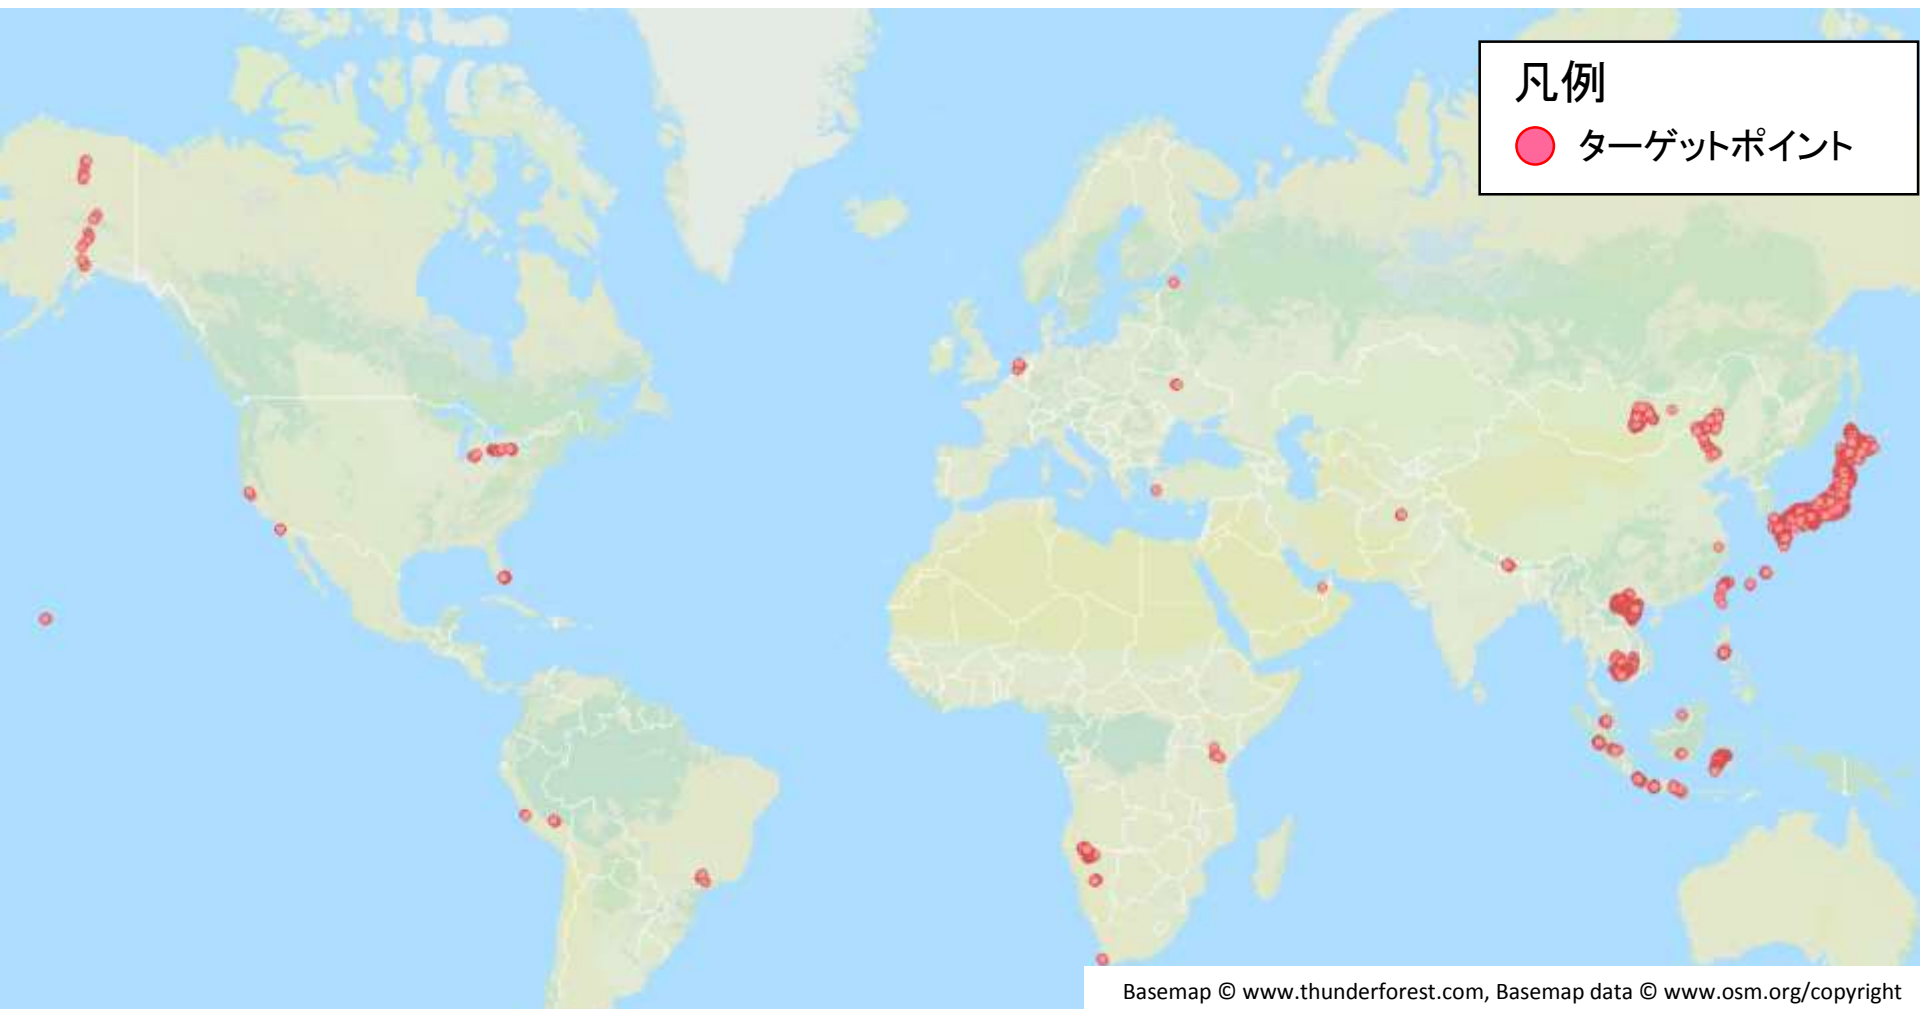 凡例
ターゲットポイント
Basemap © www.thunderforest.com, Basemap data © www.osm.org/copyright